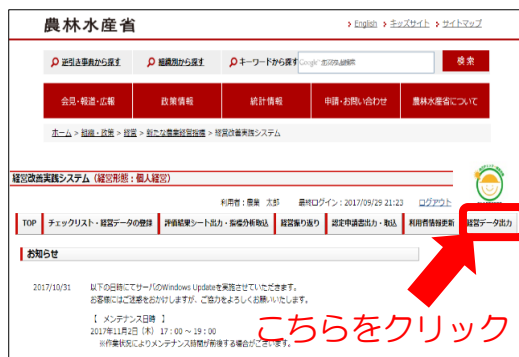 農林水産省
English キッズサイト サイトマップ
逆引き事典から探す 組織別から探す キーワードから探す Google 検索
会見・報道・広報 政策情報 統計情報 申請・お問い合わせ 農林水産省について
ホーム > 組織・政策 > 経営 > 新たな農業経営指標 > 経営改善実践システム
経営改善実践システム（経営形態：個人経営）
利用者：農業 太郎 最終ログイン：2017/09/29 21:23 ログアウト
TOP チェックリスト・経営データの登録 評価結果シート出力・指標分析取込 経営振り返り 認定申請書出力・取込 利用者情報更新 経営データ出力
お知らせ
2017/10/31 以下の日時にてサーバのWindows Updateを実施させていただきます。
お客様にはご迷惑をおかけしますが、ご協力をよろしくお願いいたします。
【 メンテナンス日時 】
2017年11月2日（木） 17：00～19：00
※作業状況によりメンテナンス時間が前後する場合がございます。
こちらをクリック